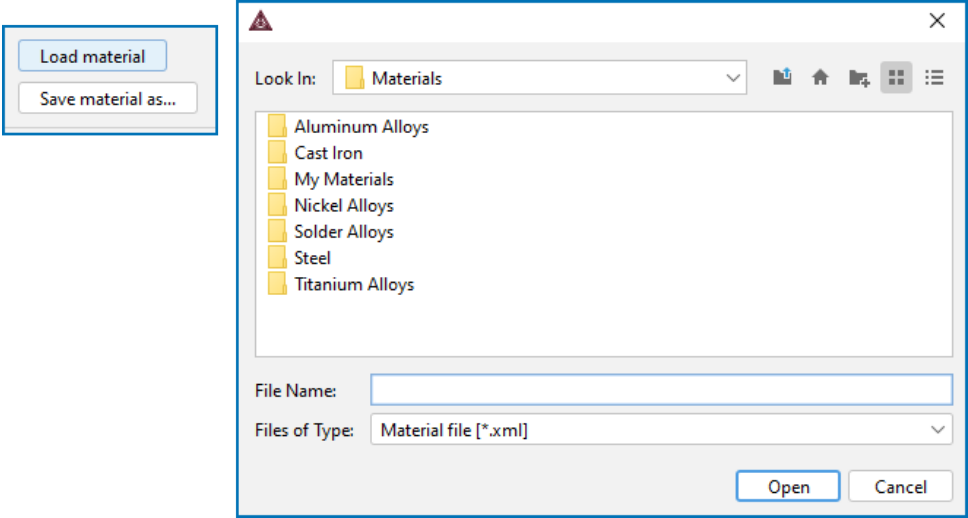 Load material
Save material as...
Look In: Materials
Aluminum Alloys
Cast Iron
My Materials
Nickel Alloys
Solder Alloys
Steel
Titanium Alloys
File Name:
Files of Type: Material file [*.xml]
Open Cancel